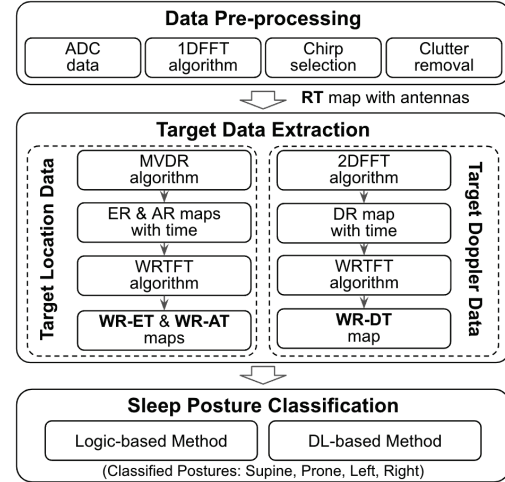 Data Pre-processing
ADC
data
1DFFT
algorithm
Chirp
selection
Clutter
removal
RT map with antennas
Target Data Extraction
Target Location Data
MVDR
algorithm
ER & AR maps
with time
WRTFT
algorithm
WR-ET & WR-AT
maps
2DFFT
algorithm
DR map
with time
WRTFT
algorithm
WR-DT
map
Target Doppler Data
Sleep Posture Classification
Logic-based Method
DL-based Method
(Classified Postures: Supine, Prone, Left, Right)